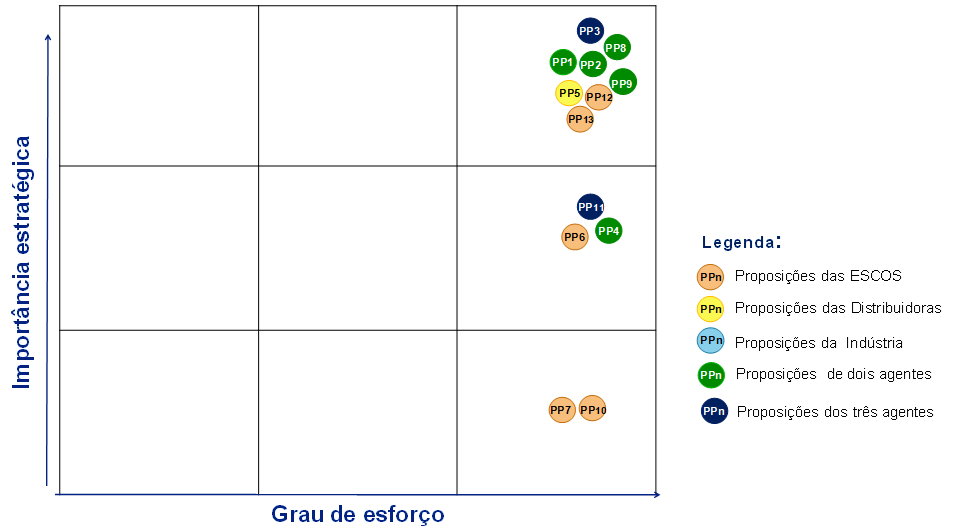 Importância estratégica
PP3
PP8
PP1
PP2
PP9
PP5
PP12
PP13
PP11
PP6
PP4
PP7
PP10
Grau de esforço
Legenda:
PPn Proposições das ESCOS
PPn Proposições das Distribuidoras
PPn Proposições da Indústria
PPn Proposições de dois agentes
PPn Proposições dos três agentes